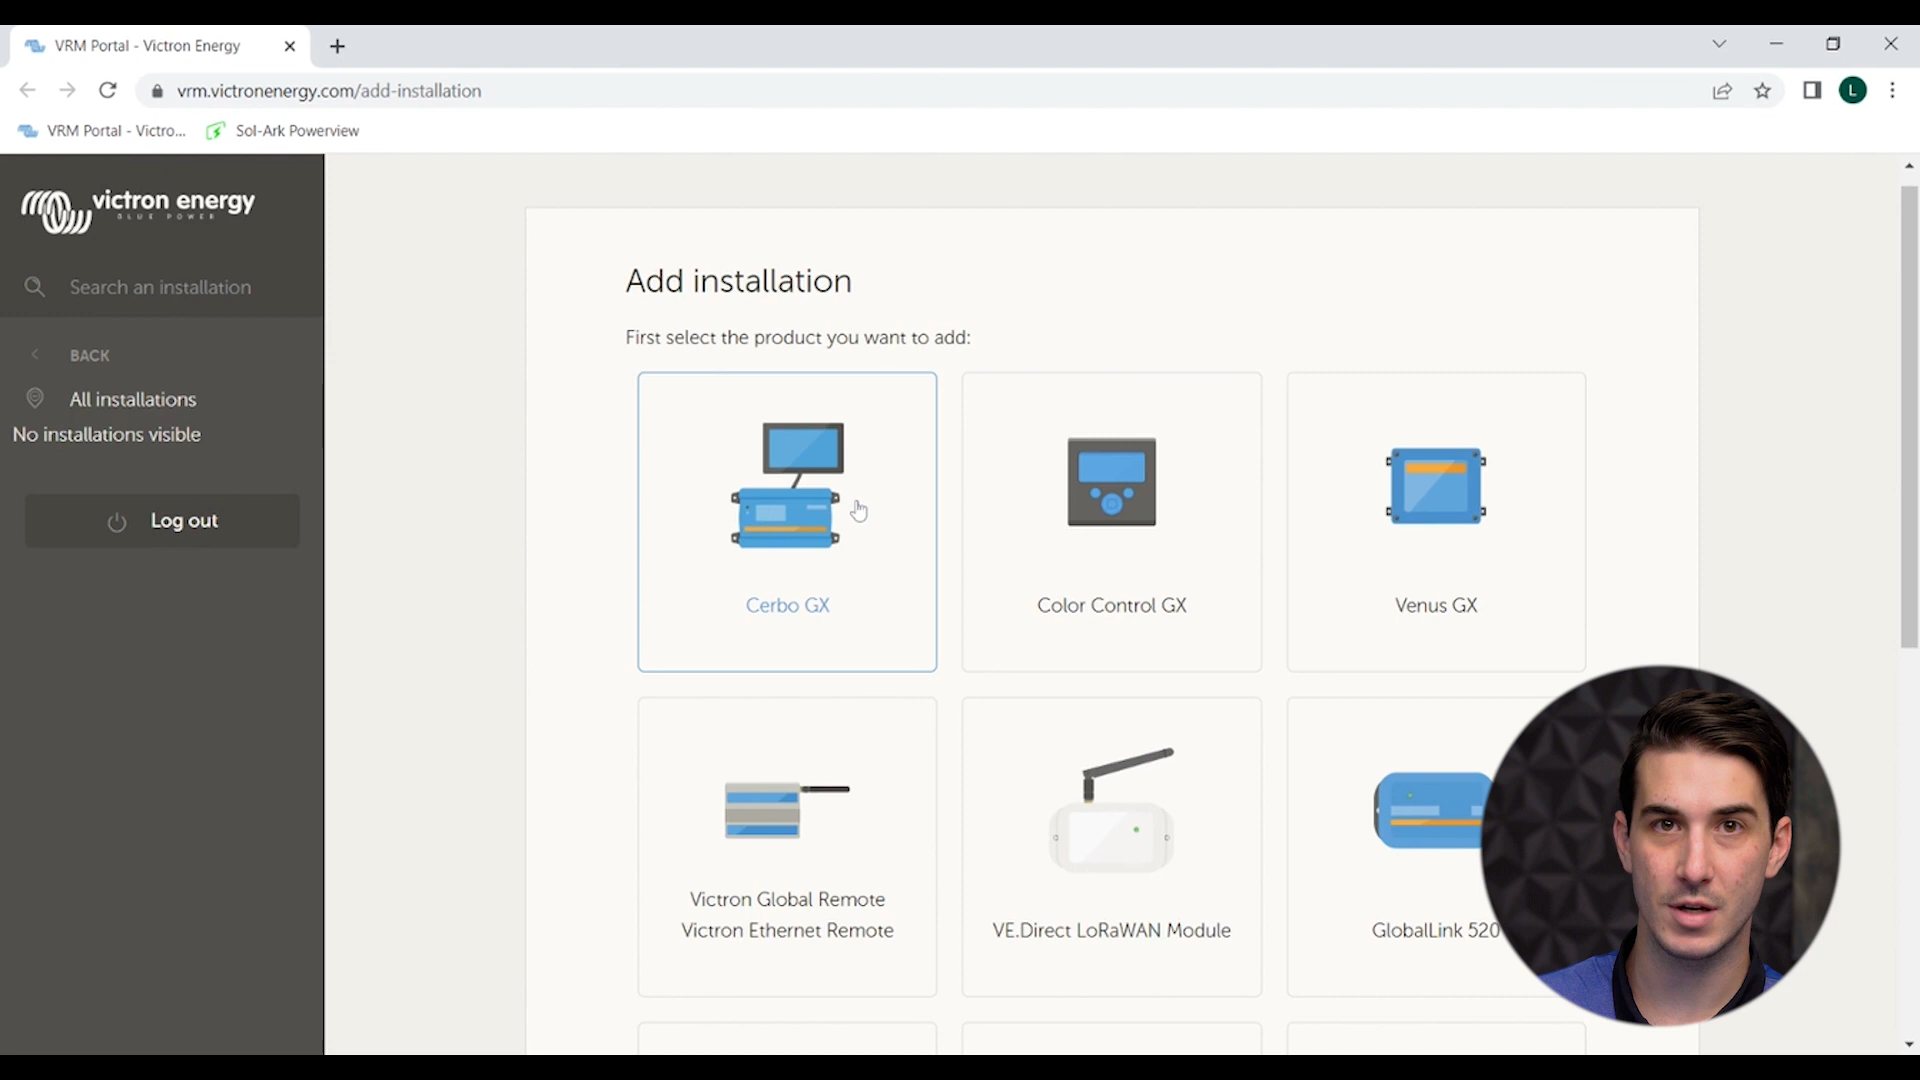 VRM Portal - Victron Energy
vrm.victronenergy.com/add-installation
L
VRM Portal - Victro...
Sol-Ark Powerview
victron energy
BLUE POWER
Search an installation
BACK
All installations
No installations visible
Log out
Add installation
First select the product you want to add:
Cerbo GX
Color Control GX
Venus GX
Victron Global Remote
Victron Ethernet Remote
VE.Direct LoRaWAN Module
GlobalLink 520